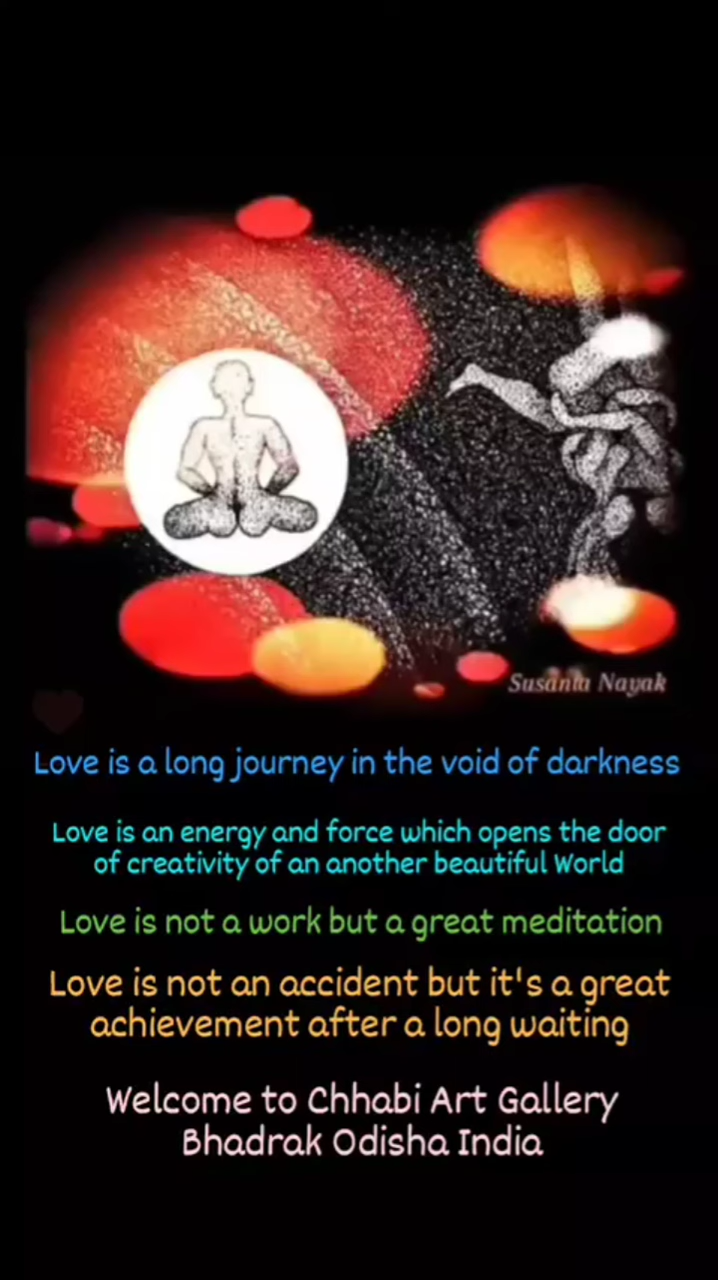 Susanta Nayak
Love is a long journey in the void of darkness
Love is an energy and force which opens the door
of creativity of an another beautiful World
Love is not a work but a great meditation
Love is not an accident but it's a great
achievement after a long waiting
Welcome to Chhabi Art Gallery
Bhadrak Odisha India